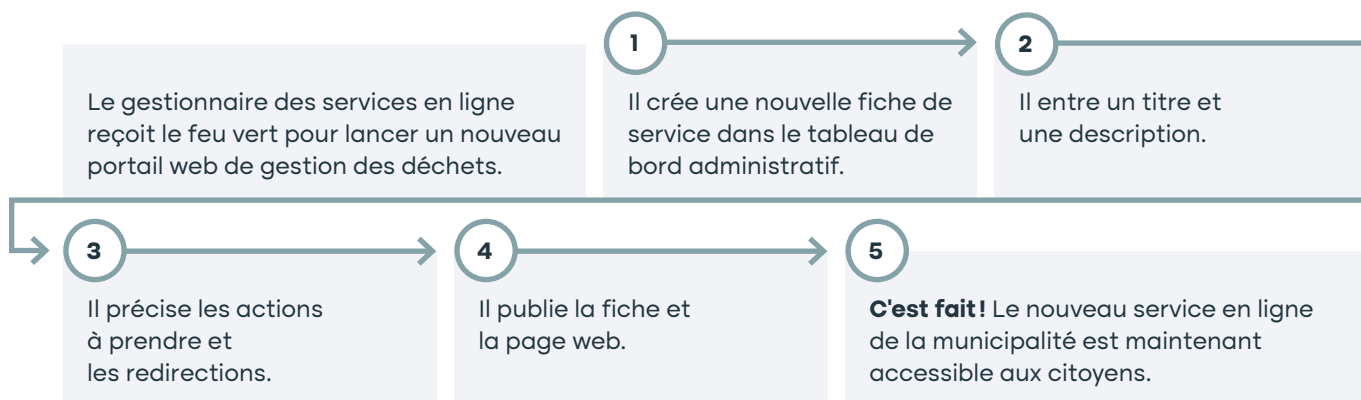 Le gestionnaire des services en ligne
reçoit le feu vert pour lancer un nouveau
portail web de gestion des déchets.
1
Il crée une nouvelle fiche de
service dans le tableau de
bord administratif.
2
Il entre un titre et
une description.
3
Il précise les actions
à prendre et
les redirections.
4
Il publie la fiche et
la page web.
5
C'est fait ! Le nouveau service en ligne
de la municipalité est maintenant
accessible aux citoyens.